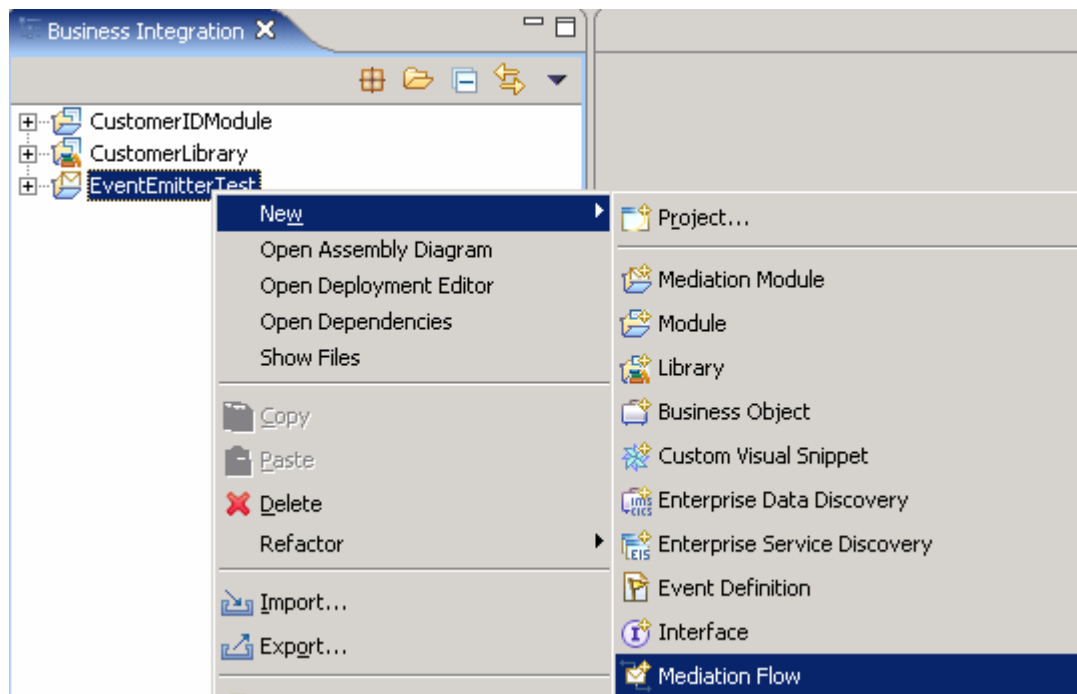 Business Integration
CustomerIDModule
CustomerLibrary
EventEmitterTest
New
Open Assembly Diagram
Open Deployment Editor
Open Dependencies
Show Files
Copy
Paste
Delete
Refactor
Import...
Export...
Project...
Mediation Module
Module
Library
Business Object
Custom Visual Snippet
Enterprise Data Discovery
Enterprise Service Discovery
Event Definition
Interface
Mediation Flow